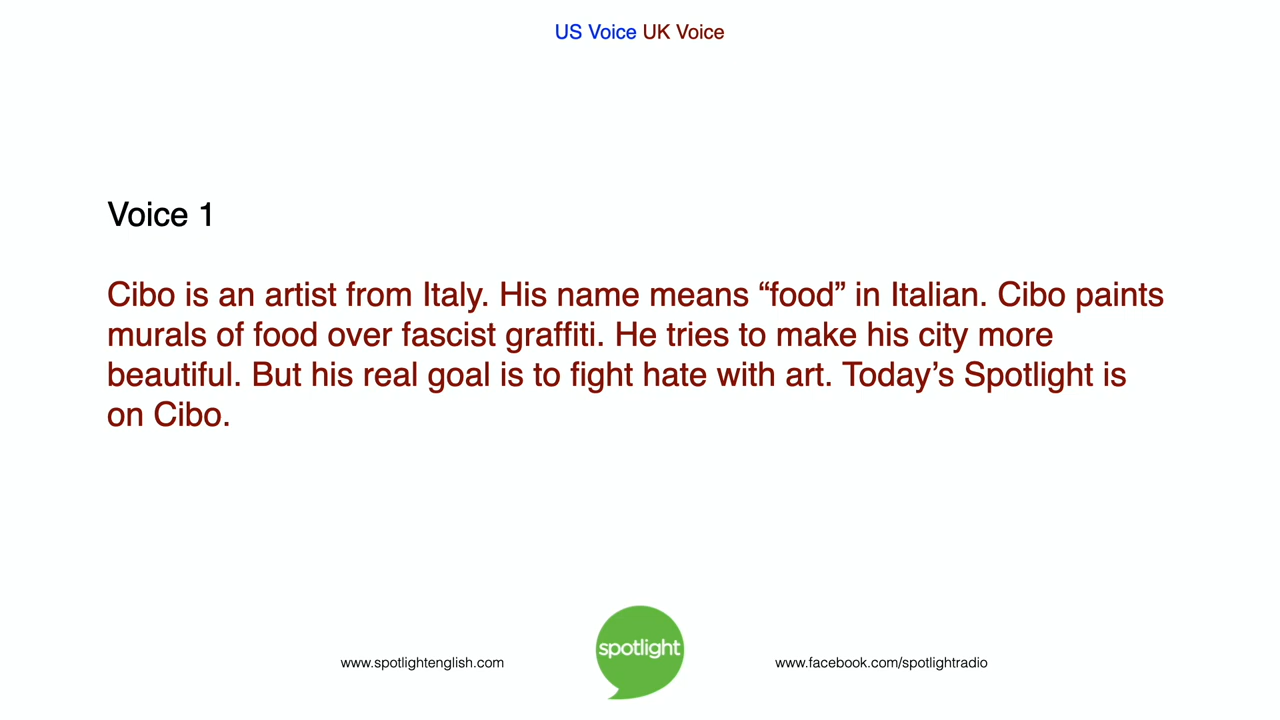 US Voice UK Voice
Voice 1
Cibo is an artist from Italy. His name means “food” in Italian. Cibo paints
murals of food over fascist graffiti. He tries to make his city more
beautiful. But his real goal is to fight hate with art. Today’s Spotlight is
on Cibo.
spotlight
www.spotlightenglish.com
www.facebook.com/spotlightradio